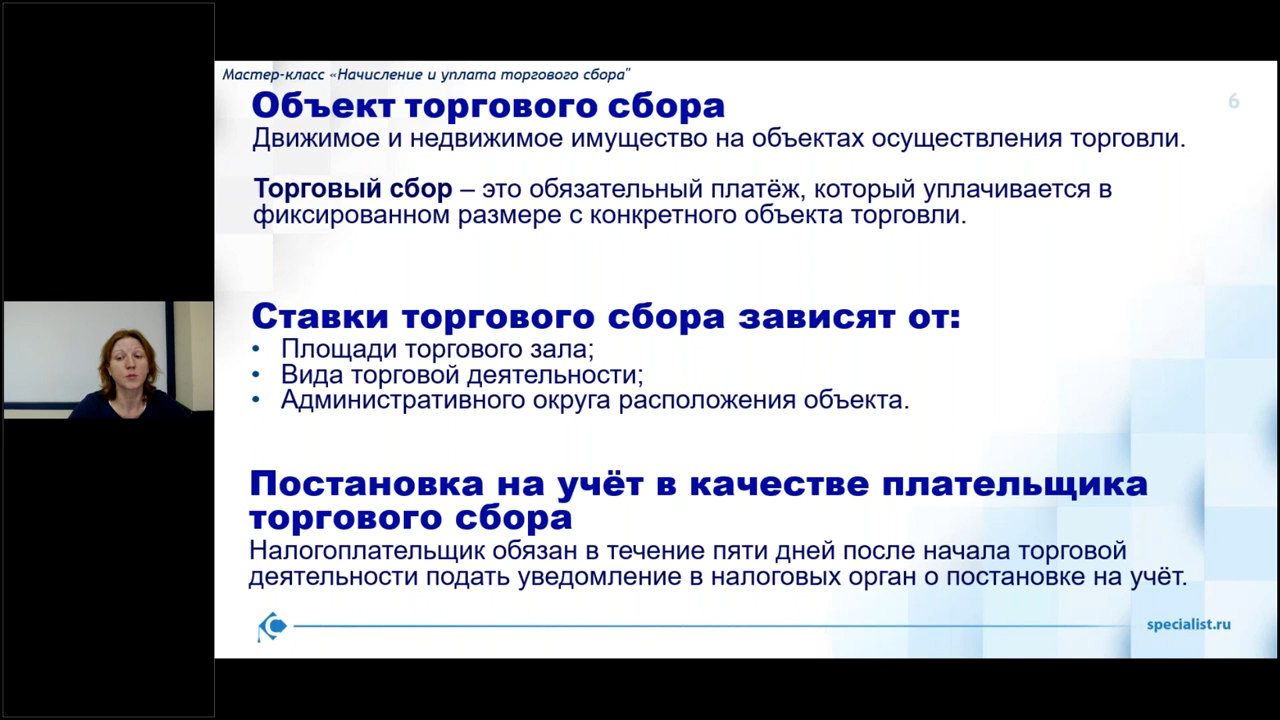 Мастер-класс «Начисление и уплата торгового сбора"
Объект торгового сбора
6
Движимое и недвижимое имущество на объектах осуществления торговли.
Торговый сбор – это обязательный платёж, который уплачивается в
фиксированном размере с конкретного объекта торговли.
Ставки торгового сбора зависят от:
• Площади торгового зала;
• Вида торговой деятельности;
• Административного округа расположения объекта.
Постановка на учёт в качестве плательщика
торгового сбора
Налогоплательщик обязан в течение пяти дней после начала торговой
деятельности подать уведомление в налоговых орган о постановке на учёт.
specialist.ru